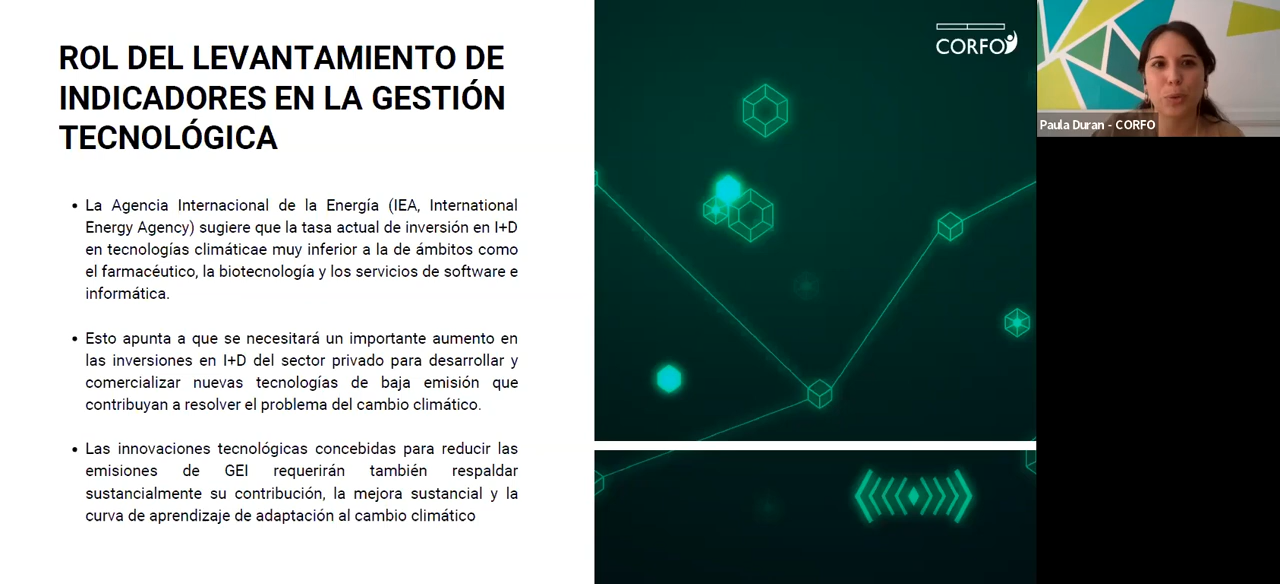 ROL DEL LEVANTAMIENTO DE
INDICADORES EN LA GESTIÓN
TECNOLÓGICA
• La Agencia Internacional de la Energía (IEA, International
Energy Agency) sugiere que la tasa actual de inversión en I+D
en tecnologías climáticae muy inferior a la de ámbitos como
el farmacéutico, la biotecnología y los servicios de software e
informática.
• Esto apunta a que se necesitará un importante aumento en
las inversiones en I+D del sector privado para desarrollar y
comercializar nuevas tecnologías de baja emisión que
contribuyan a resolver el problema del cambio climático.
• Las innovaciones tecnológicas concebidas para reducir las
emisiones de GEI requerirán también respaldar
sustancialmente su contribución, la mejora sustancial y la
curva de aprendizaje de adaptación al cambio climático
CORFO
Paula Duran - CORFO